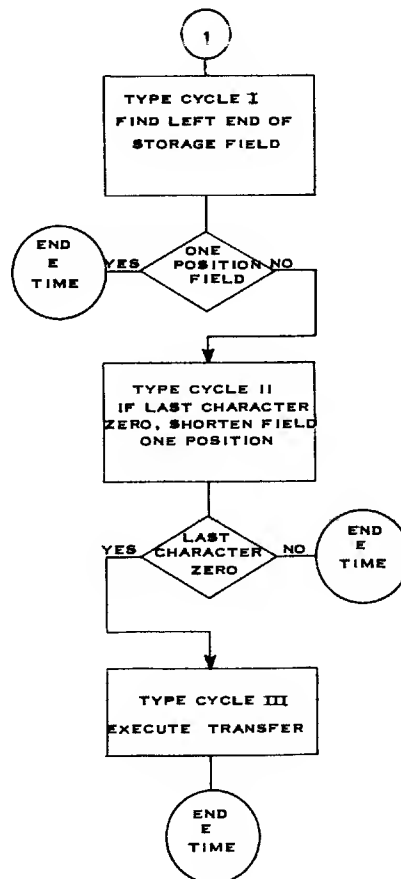 1
TYPE CYCLE I
FIND LEFT END OF
STORAGE FIELD
END
E
TIME
YES
ONE
POSITION
FIELD
NO
TYPE CYCLE II
IF LAST CHARACTER
ZERO, SHORTEN FIELD
ONE POSITION
YES
LAST
CHARACTER
ZERO
NO
END
E
TIME
TYPE CYCLE III
EXECUTE TRANSFER
END
E
TIME